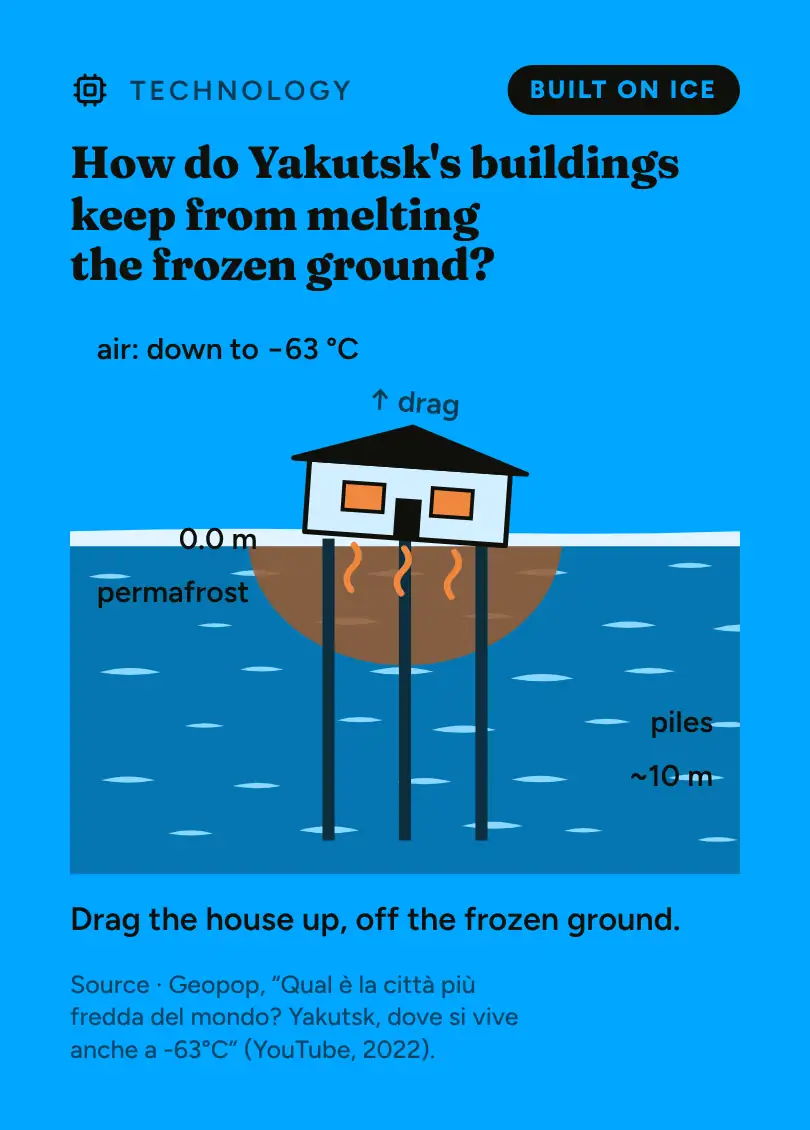 TECHNOLOGY
BUILT ON ICE
How do Yakutsk's buildings
keep from melting
the frozen ground?
air: down to −63 °C
↑ drag
0.0 m
permafrost
piles
~10 m
Drag the house up, off the frozen ground.
Source · Geopop, “Qual è la città più
fredda del mondo? Yakutsk, dove si vive
anche a -63°C” (YouTube, 2022).